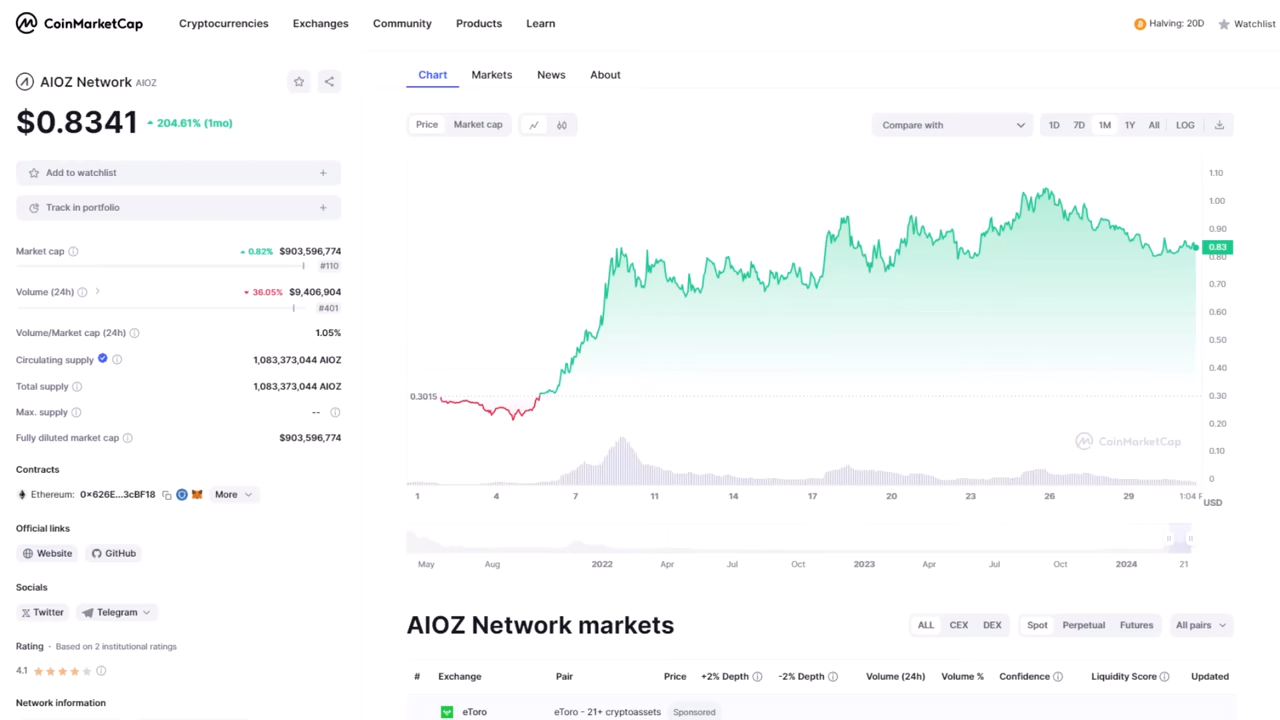 CoinMarketCap Cryptocurrencies Exchanges Community Products Learn Halving: 20D Watchlist
AIOZ Network AIOZ
$0.8341 204.61% (1mo)
Add to watchlist +
Track in portfolio +
Market cap 0.82% $903,596,774
#110
Volume (24h) 36.05% $9,406,904
#401
Volume/Market cap (24h) 1.05%
Circulating supply 1,083,373,044 AIOZ
Total supply 1,083,373,044 AIOZ
Max. supply --
Fully diluted market cap $903,596,774
Contracts
Ethereum: 0x626E...3cBF18 More
Official links
Website GitHub
Socials
Twitter Telegram
Rating · Based on 2 institutional ratings
4.1
Network information
Chart Markets News About
Price Market cap Compare with 1D 7D 1M 1Y All LOG
1.10
1.00
0.90
0.83
0.80
0.70
0.60
0.50
0.40
0.3015 0.30
0.20
0.10
0
CoinMarketCap
1 4 7 11 14 17 20 23 26 29 1:04 P
USD
May Aug 2022 Apr Jul Oct 2023 Apr Jul Oct 2024 21
AIOZ Network markets ALL CEX DEX Spot Perpetual Futures All pairs
# Exchange Pair Price +2% Depth -2% Depth Volume (24h) Volume % Confidence Liquidity Score Updated
eToro eToro - 21+ cryptoassets Sponsored